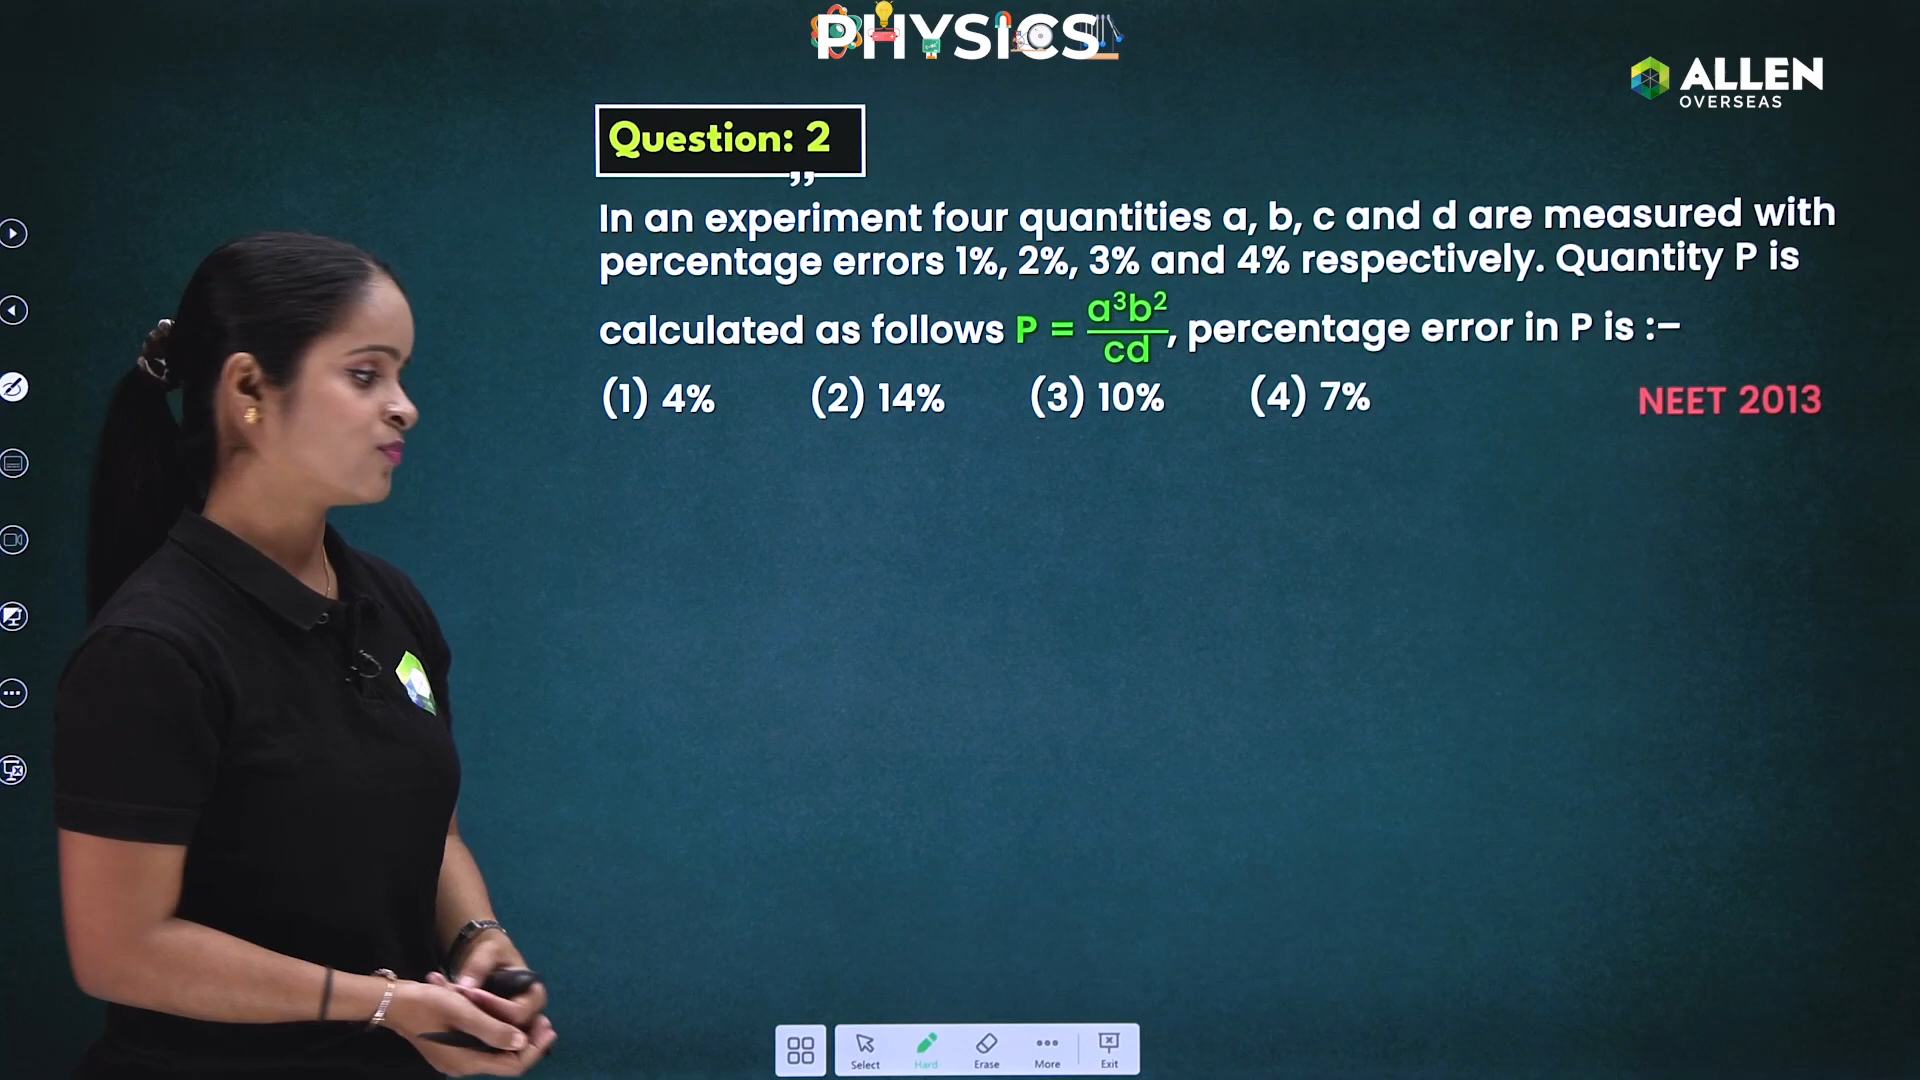 PHYSICS
ALLEN
OVERSEAS
Question: 2
”
In an experiment four quantities a, b, c and d are measured with
percentage errors 1%, 2%, 3% and 4% respectively. Quantity P is
calculated as follows P = a³b²/cd, percentage error in P is :–
(1) 4% (2) 14% (3) 10% (4) 7% NEET 2013
Select Hard Erase More Exit